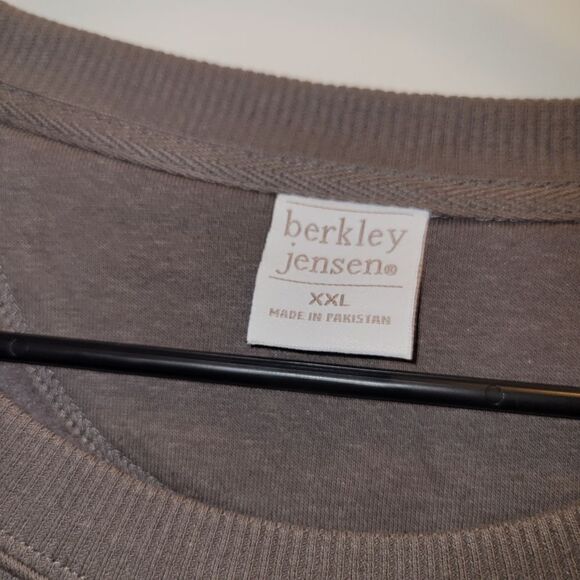 berkley
jensen®
XXL
MADE IN PAKISTAN